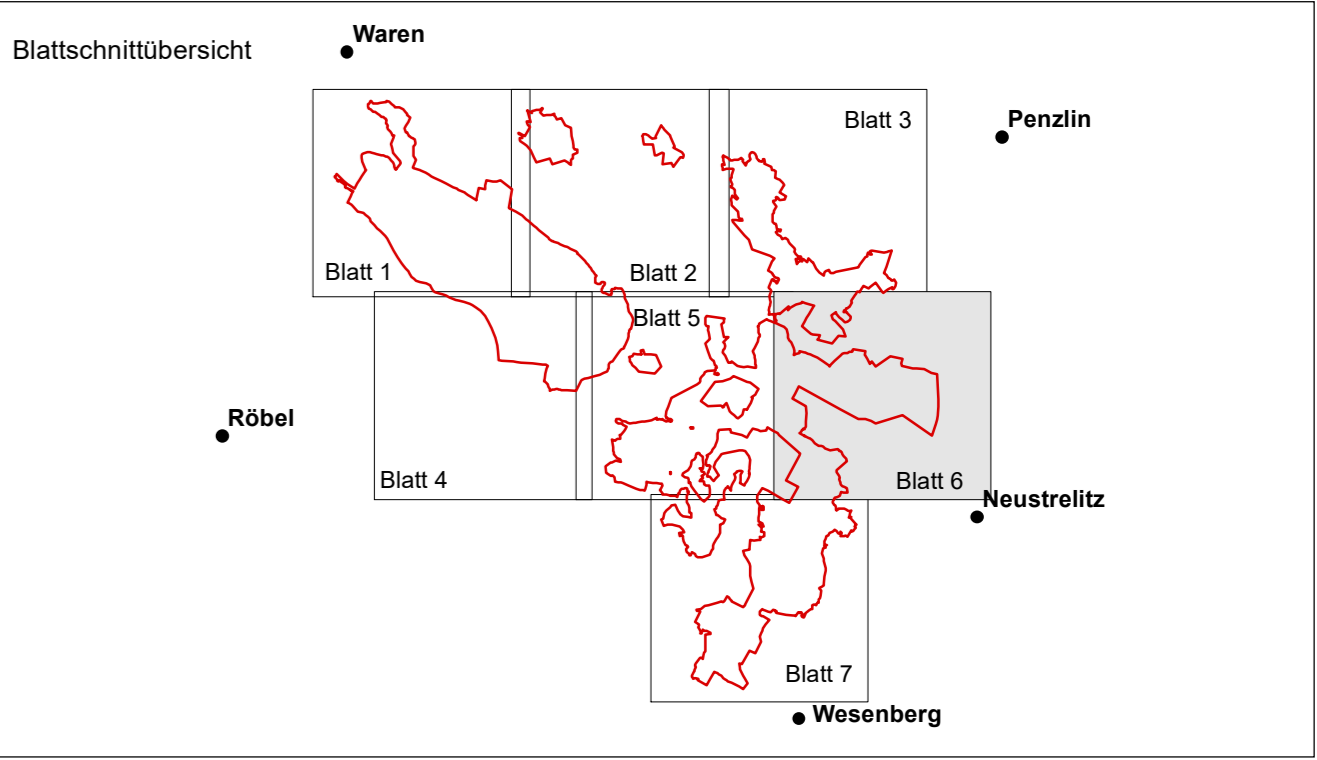 Waren
Blattschnittübersicht
Blatt 3
Penzlin
Blatt 1
Blatt 2
Blatt 5
Röbel
Blatt 4
Blatt 6
Neustrelitz
Blatt 7
Wesenberg